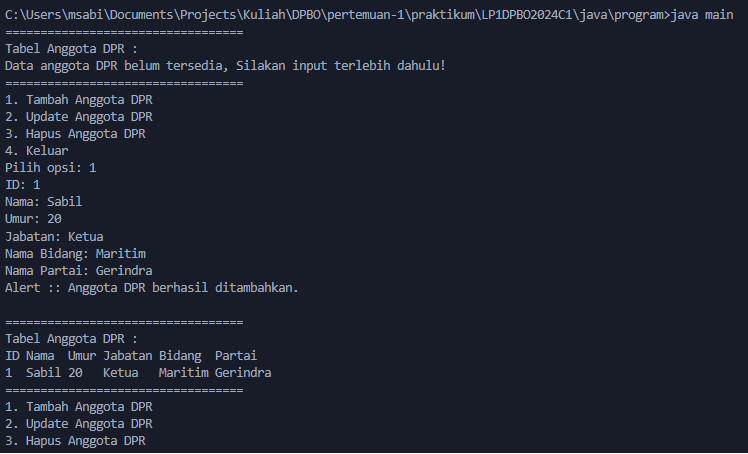 C:\Users\msabi\Documents\Projects\Kuliah\DPBO\pertemuan-1\praktikum\LP1DPBO2024C1\java\program>java main
==================================
Tabel Anggota DPR :
Data anggota DPR belum tersedia, Silakan input terlebih dahulu!
==================================
1. Tambah Anggota DPR
2. Update Anggota DPR
3. Hapus Anggota DPR
4. Keluar
Pilih opsi: 1
ID: 1
Nama: Sabil
Umur: 20
Jabatan: Ketua
Nama Bidang: Maritim
Nama Partai: Gerindra
Alert :: Anggota DPR berhasil ditambahkan.
==================================
Tabel Anggota DPR :
ID Nama  Umur Jabatan Bidang  Partai
1  Sabil 20   Ketua   Maritim Gerindra
==================================
1. Tambah Anggota DPR
2. Update Anggota DPR
3. Hapus Anggota DPR